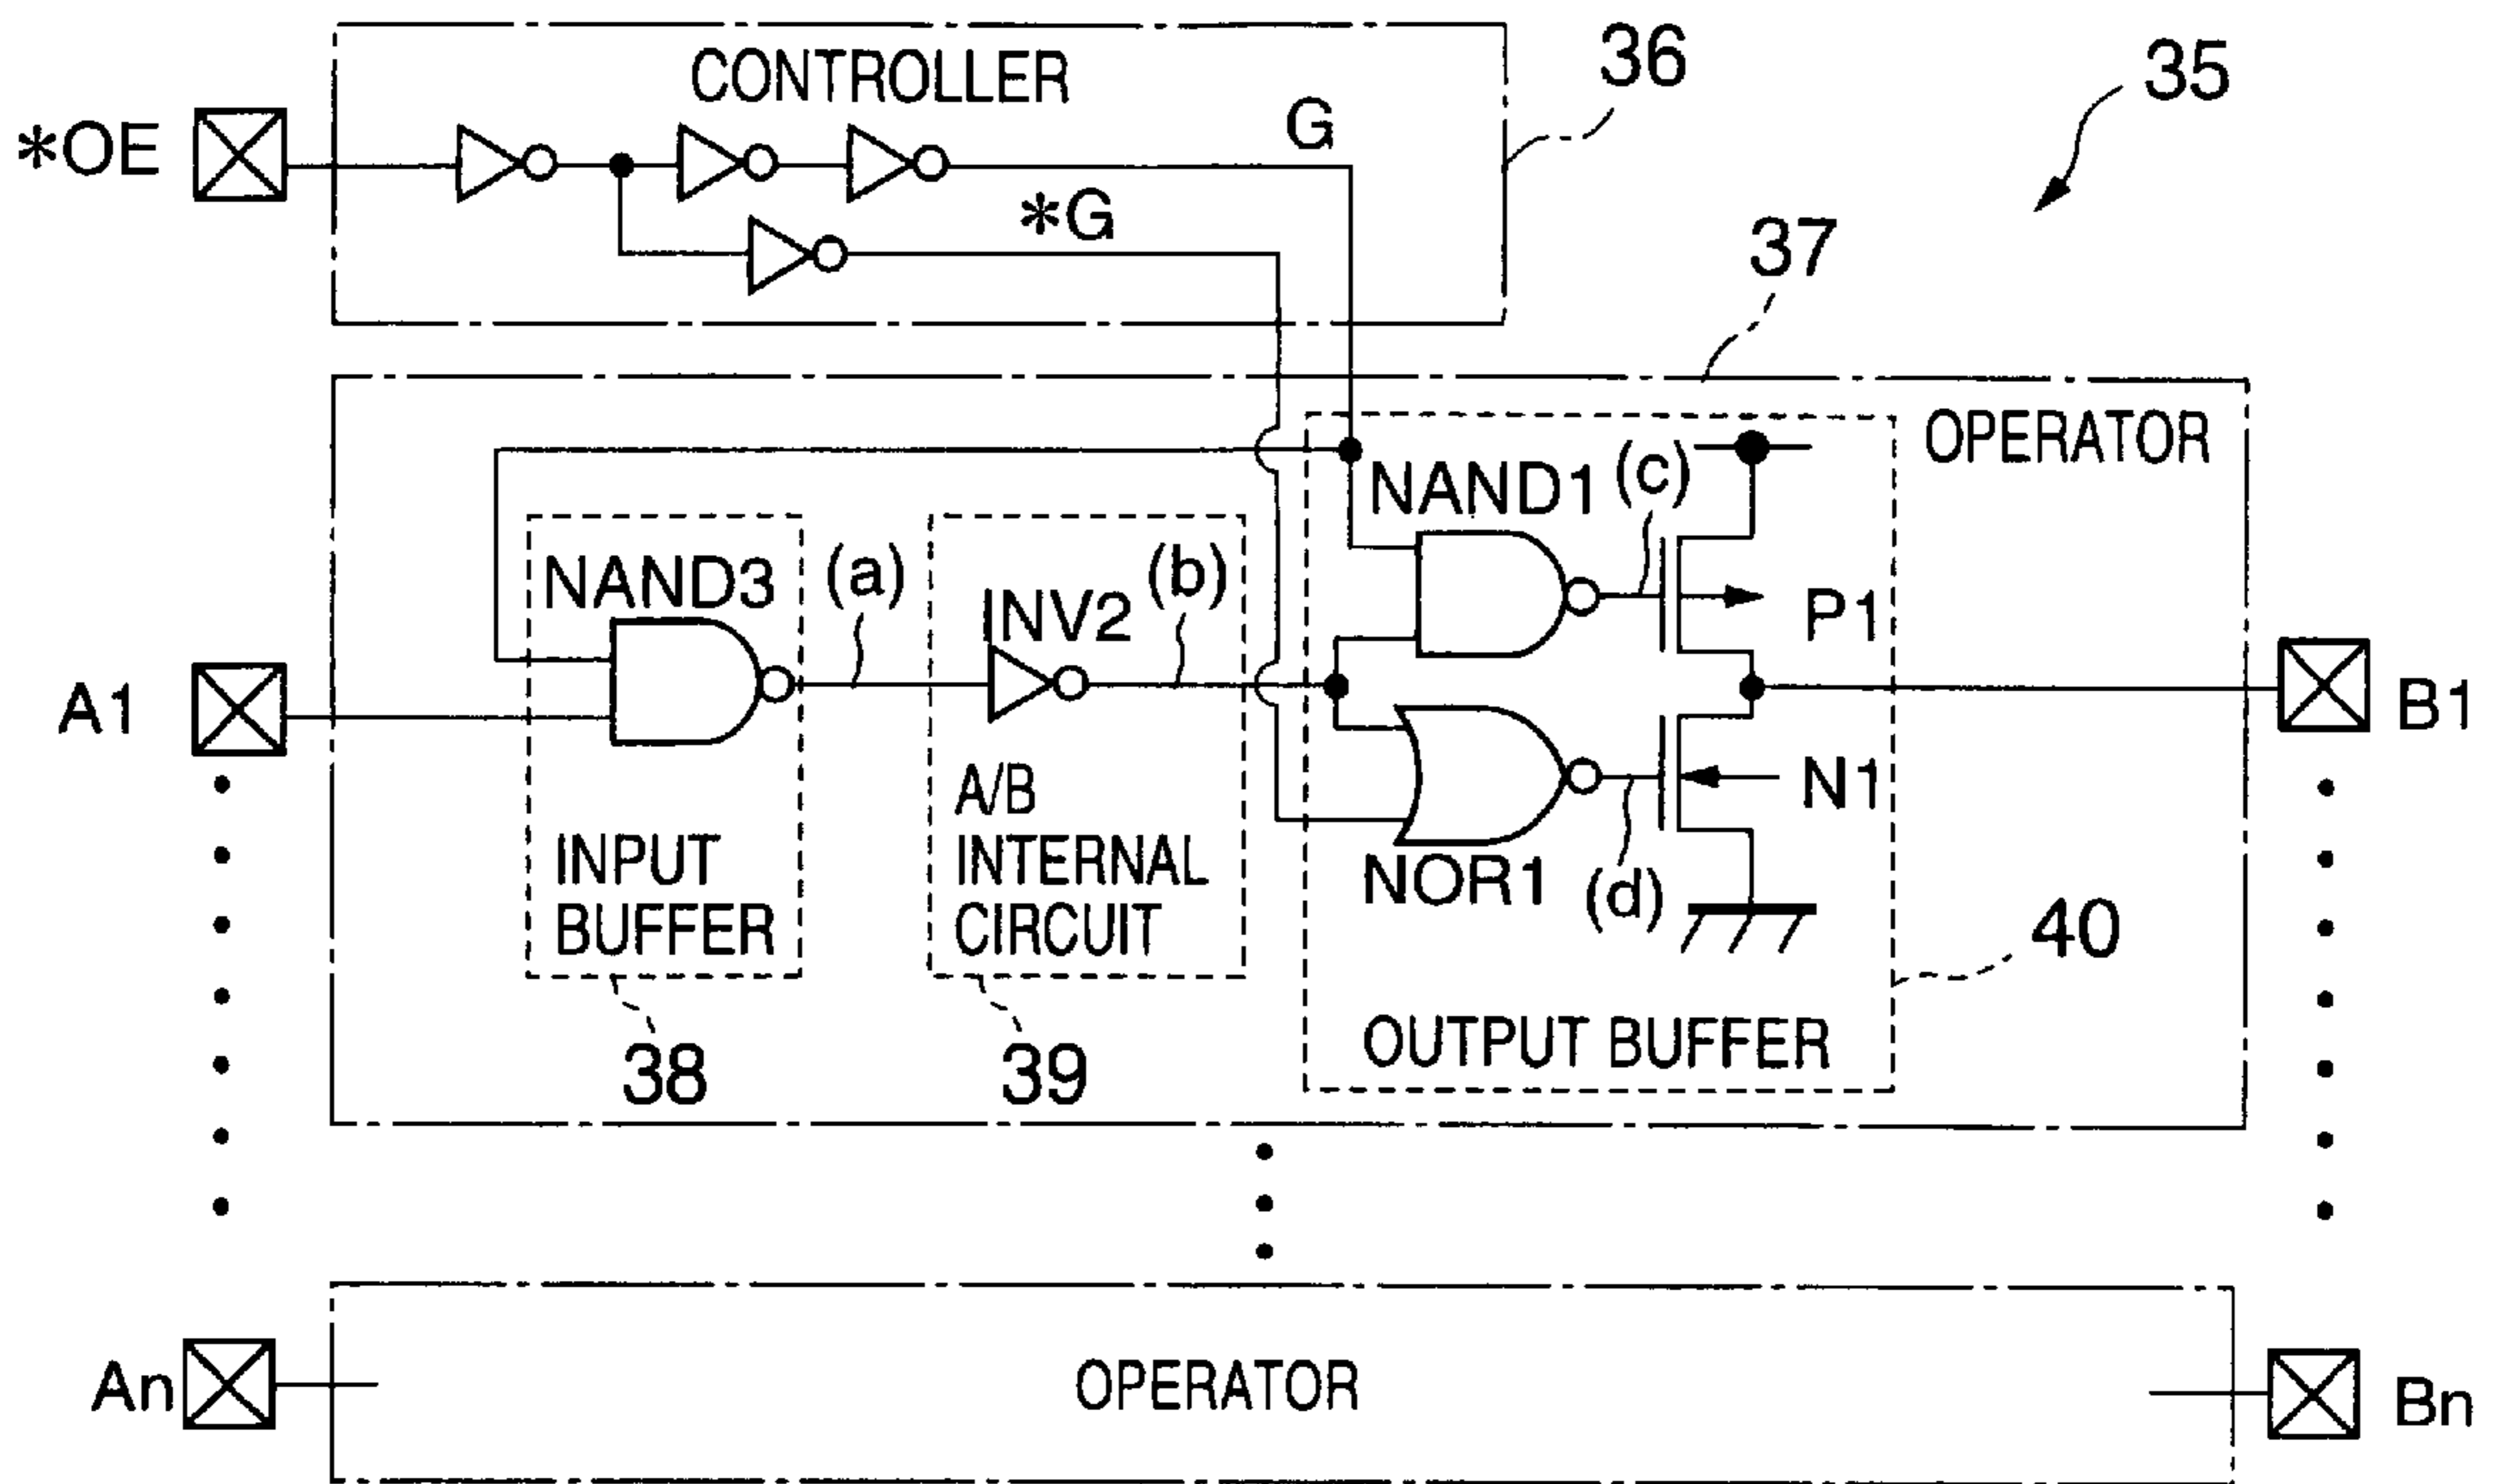 CONTROLLER
36
35
*OE
G
*G
37
OPERATOR
NAND1
(c)
NAND3
(a)
INV2
(b)
P1
A1
B1
A/B
INTERNAL
CIRCUIT
N1
INPUT
BUFFER
NOR1
(d)
40
OUTPUT BUFFER
38
39
An
OPERATOR
Bn